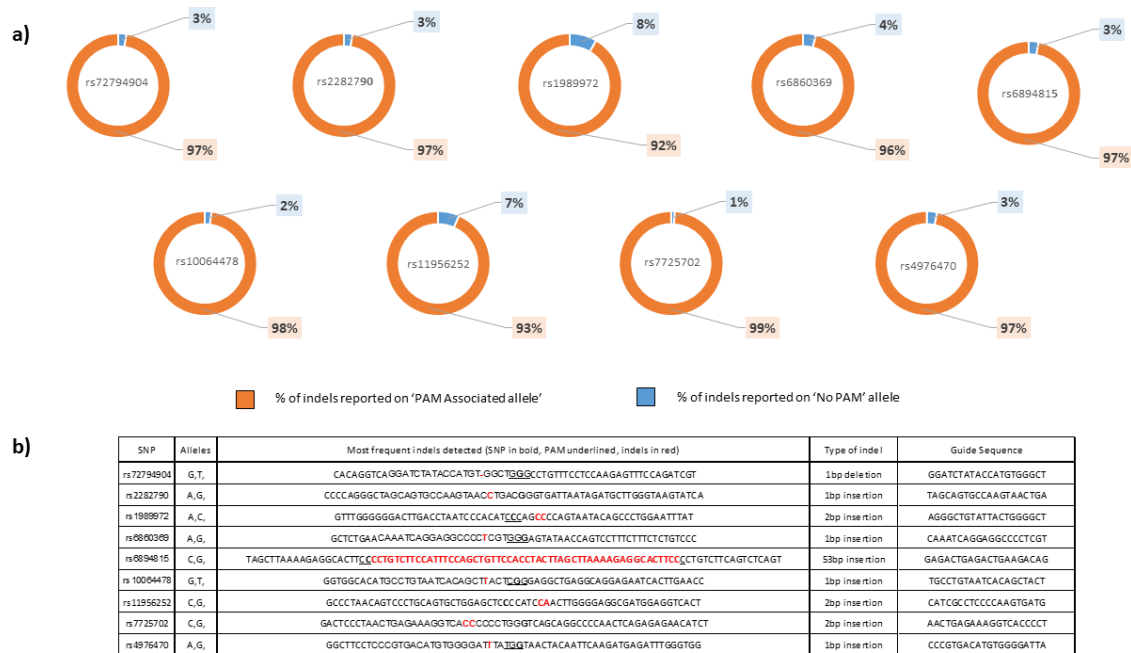 a)
3%
3%
8%
4%
3%
rs72794904
rs2282790
rs1989972
rs6860369
rs6894815
97%
97%
92%
96%
97%
2%
7%
1%
3%
rs10064478
rs11956252
rs7725702
rs4976470
98%
93%
99%
97%
% of indels reported on 'PAM Associated allele'
% of indels reported on 'No PAM' allele
b)
SNP Alleles Most frequent indels detected (SNP in bold, PAM underlined, indels in red) Type of indel Guide Sequence
rs72794904 G,T, CACAGGTCAGGATCTATACCATGT-GGCTGGGCCTGTTTCCTCCAAGAGTTTCCAGATCGT 1bp deletion GGATCTATACCATGTGGGCT
rs2282790 A,G, CCCCAGGGCTAGCAGTGCCAAGTAACCTGACGGGTGATTAATAGATGCTTGGGTAAGTATCA 1bp insertion TAGCAGTGCCAAGTAACTGA
rs1989972 A,C, GTTTGGGGGGACTTGACCTAATCCCACATCCCAGCCCCAGTAATACAGCCCTGGAATTTAT 2bp insertion AGGGCTGTATTACTGGGGCT
rs6860369 A,G, GCTCTGAACAAATCAGGAGGCCCCTCGTGGGAGTATAACCAGTCCTTTCTTTCTCTGTCC 1bp insertion CAAATCAGGAGGCCCCTCGT
rs6894815 C,G, TAGCTTAAAAGAGGCACTTCCCCTGTCTTCCATTTCCAGCTGTTCCACCTACTTAGCTTAAAAGAGGCACTTCCCCTGTCTTCAGTCTCAGT 53bp insertion GAGACTGAGACTGAAGACAG
rs10064478 G,T, GGTGGCACATGCCTGTAATCACAGCTTACTCGGGAGGCTGAGGCAGGAGAATCACTTGAACC 1bp insertion TGCCTGTAATCACAGCTACT
rs11956252 C,G, GCCCTAACAGTCCCTGCAGTGCTGGAGCTCCCCATCCAACTTGGGGAGGCGATGGAGGTCACT 2bp insertion CATCGCCTCCCCAAGTGATG
rs7725702 C,G, GACTCCCTAACTGAGAAAGGTCACCCCCCCTGGGTCAGCAGGCCCCAACTCAGAGAGAACATCT 2bp insertion AACTGAGAAAGGTCACCCCT
rs4976470 A,G, GGCTTCCTCCCGTGACATGTGGGGATTTATGGTAACTACAATTCAAGATGAGATTTGGGTGG 1bp insertion CCCGTGACATGTGGGGATTA